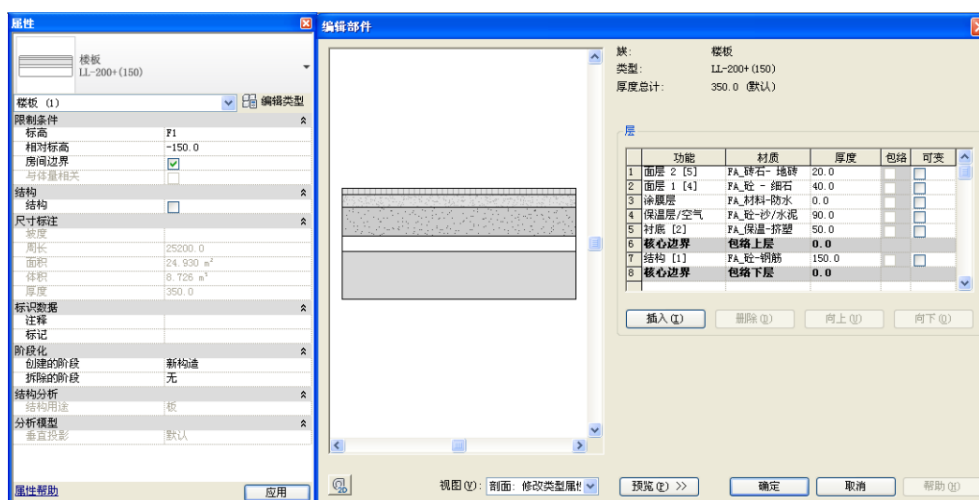 属性
楼板
LL-200+(150)
楼板 (1)
编辑类型
限制条件
标高 F1
相对标高 -150.0
房间边界
与体量相关
结构
结构
尺寸标注
坡度
周长 25200.0
面积 24.930 m²
体积 8.726 m³
厚度 350.0
标识数据
注释
标记
阶段化
创建的阶段 新构造
拆除的阶段 无
结构分析
结构用途 板
分析模型
垂直投影 默认
属性帮助
应用
编辑部件
族: 楼板
类型: LL-200+(150)
厚度总计: 350.0 (默认)
层
功能 材质 厚度 包络 可变
1 面层 2 [5] FA_砖石- 地砖 20.0
2 面层 1 [4] FA_砼 - 细石 40.0
3 涂膜层 FA_材料-防水 0.0
4 保温层/空气 FA_砼-砂/水泥 90.0
5 衬底 [2] FA_保温-挤塑 50.0
6 核心边界 包络上层 0.0
7 结构 [1] FA_砼-钢筋 150.0
8 核心边界 包络下层 0.0
插入(I) 删除(D) 向上(U) 向下(O)
视图(V): 剖面: 修改类型属性
预览(P) >>
确定
取消
帮助(H)